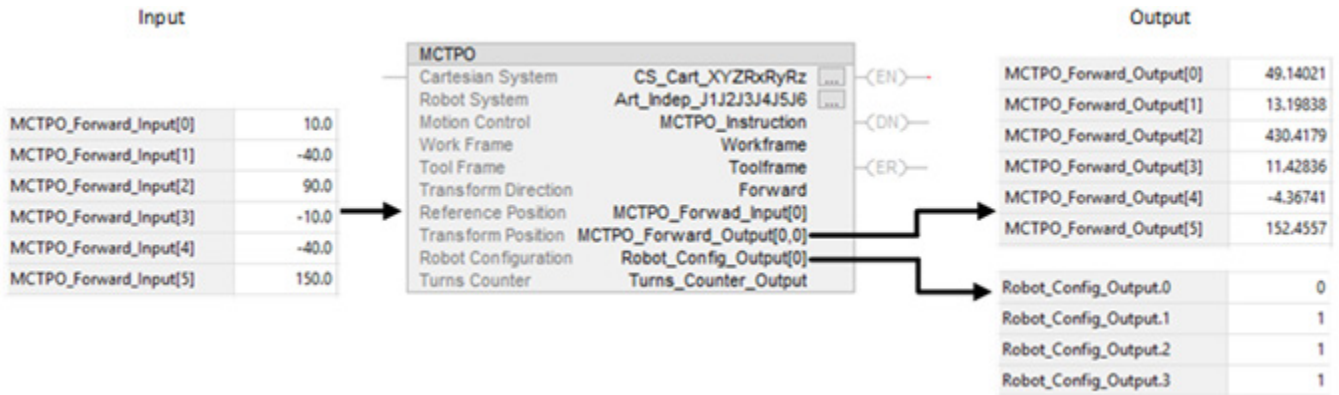 Input
Output
MCTPO_Forward_Input[0] 10.0
MCTPO_Forward_Input[1] -40.0
MCTPO_Forward_Input[2] 90.0
MCTPO_Forward_Input[3] -10.0
MCTPO_Forward_Input[4] -40.0
MCTPO_Forward_Input[5] 150.0
MCTPO
Cartesian System CS_Cart_XYZRxRyRz ... (EN)
Robot System Art_Indep_J1J2J3J4J5J6 ...
Motion Control MCTPO_Instruction (DN)
Work Frame Workframe
Tool Frame Toolframe (ER)
Transform Direction Forward
Reference Position MCTPO_Forwad_Input[0]
Transform Position MCTPO_Forward_Output[0,0]
Robot Configuration Robot_Config_Output[0]
Turns Counter Turns_Counter_Output
MCTPO_Forward_Output[0] 49.14021
MCTPO_Forward_Output[1] 13.19838
MCTPO_Forward_Output[2] 430.4179
MCTPO_Forward_Output[3] 11.42836
MCTPO_Forward_Output[4] -4.36741
MCTPO_Forward_Output[5] 152.4557
Robot_Config_Output.0 0
Robot_Config_Output.1 1
Robot_Config_Output.2 1
Robot_Config_Output.3 1